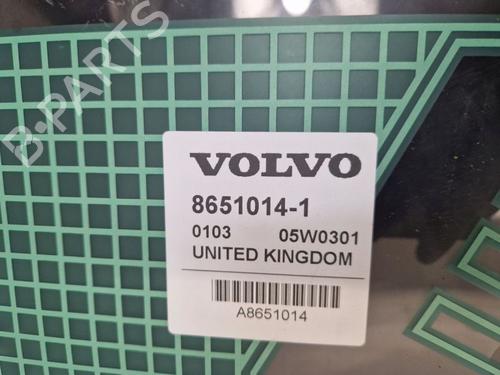 B-PARTS
VOLVO
8651014-1
0103 05W0301
UNITED KINGDOM
A8651014